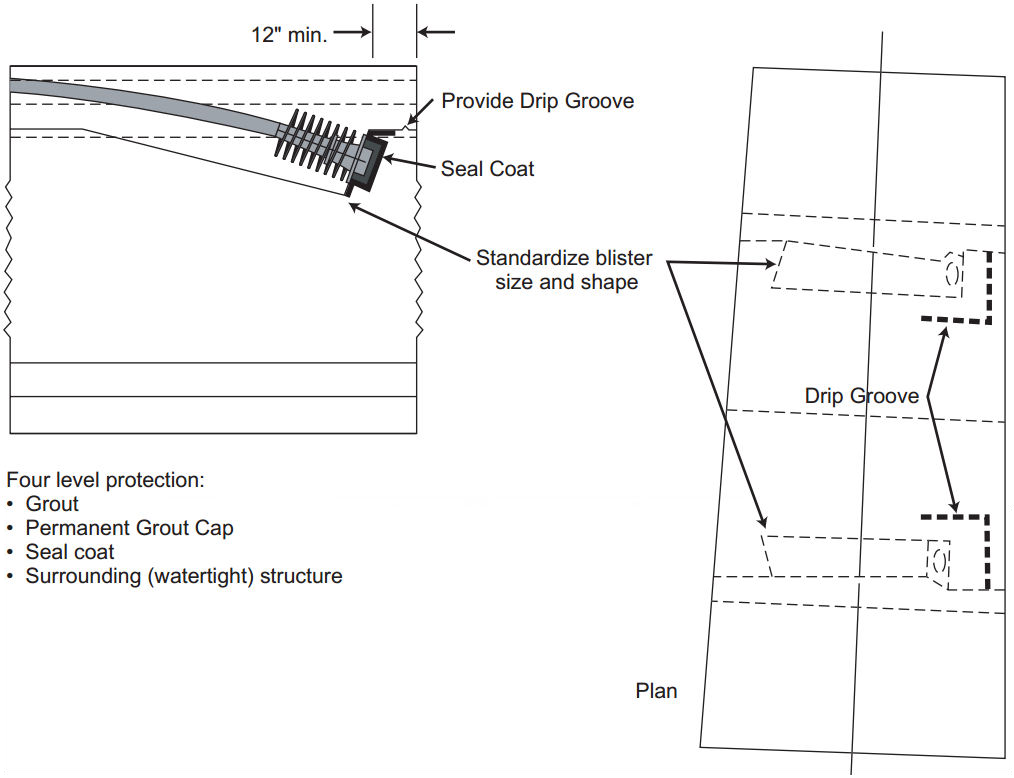 12" min.
Provide Drip Groove
Seal Coat
Standardize blister
size and shape
Drip Groove
Four level protection:
• Grout
• Permanent Grout Cap
• Seal coat
• Surrounding (watertight) structure
Plan